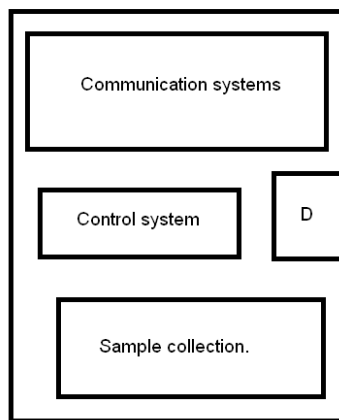 Communication systems
Control system
D
Sample collection.